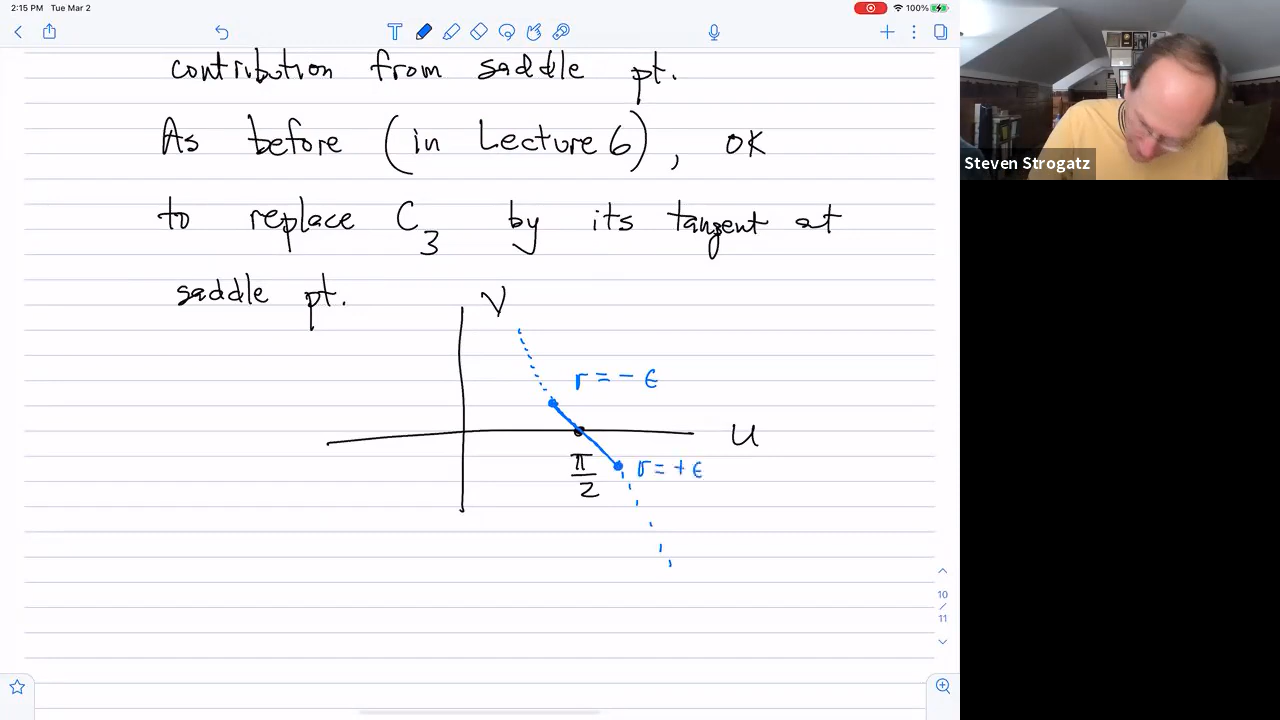 2:15 PM Tue Mar 2
100%
contribution from saddle pt.
As before (in Lecture 6), OK
to replace C₃ by its tangent at
saddle pt.
V
r = - ε
u
π/2
r = + ε
10
/
11
Steven Strogatz